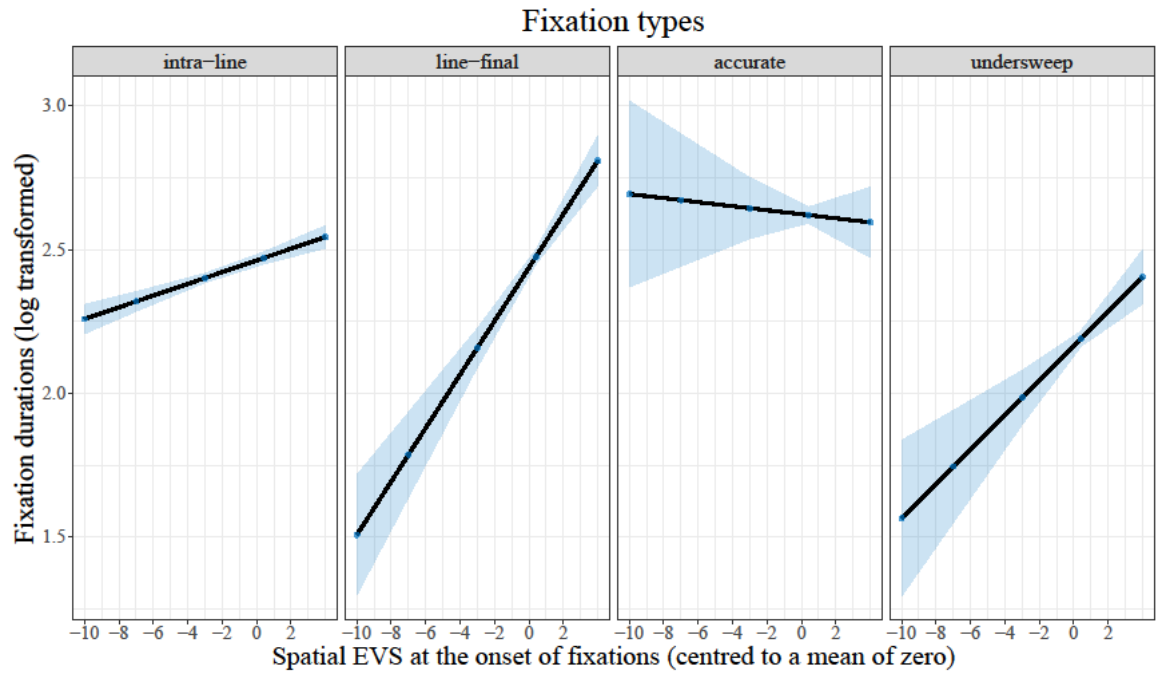 Fixation types
intra−line line−final accurate undersweep
Fixation durations (log transformed)
3.0
2.5
2.0
1.5
−10 −8 −6 −4 −2 0 2 −10 −8 −6 −4 −2 0 2 −10 −8 −6 −4 −2 0 2 −10 −8 −6 −4 −2 0 2
Spatial EVS at the onset of fixations (centred to a mean of zero)